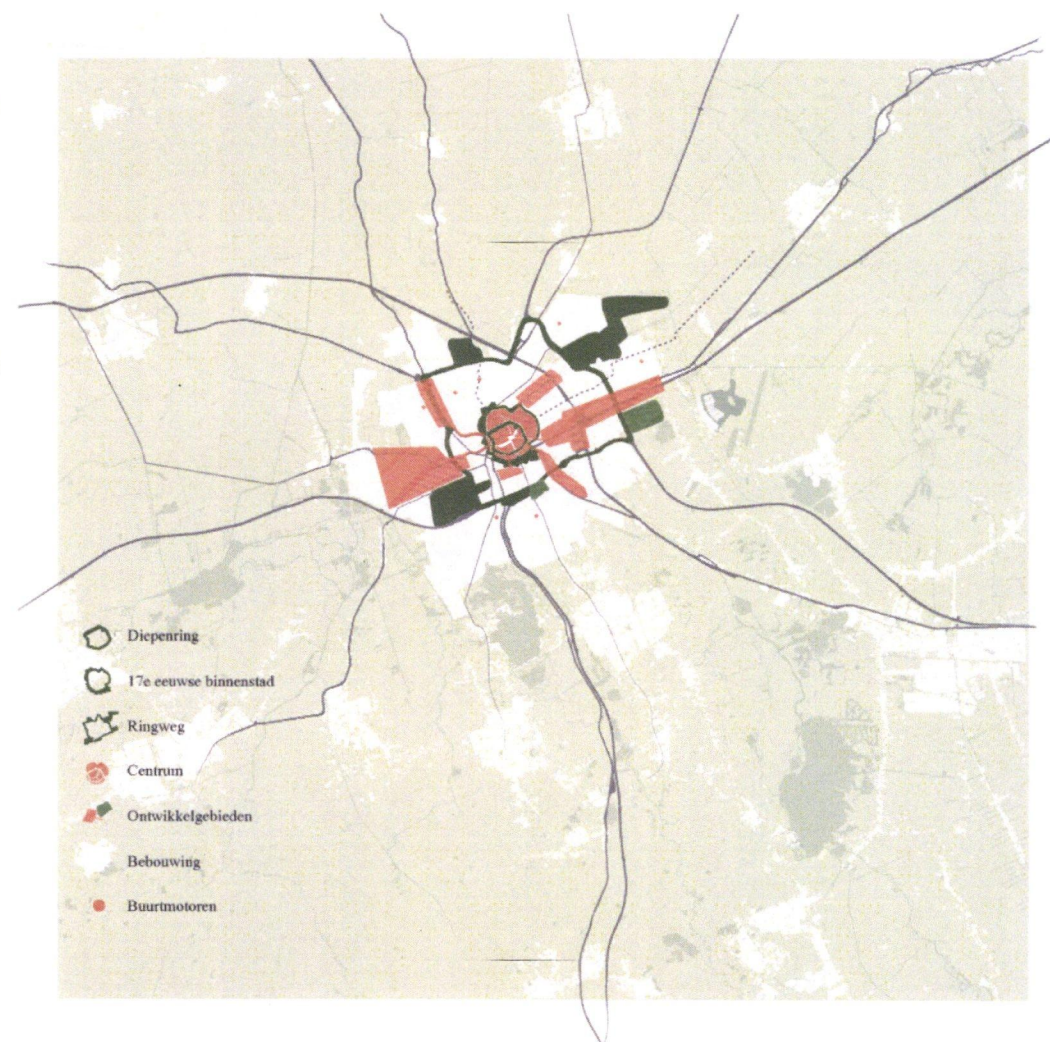 Diepenring
17e eeuwse binnenstad
Ringweg
Centrum
Ontwikkelgebieden
Bebouwing
Buurtmotoren